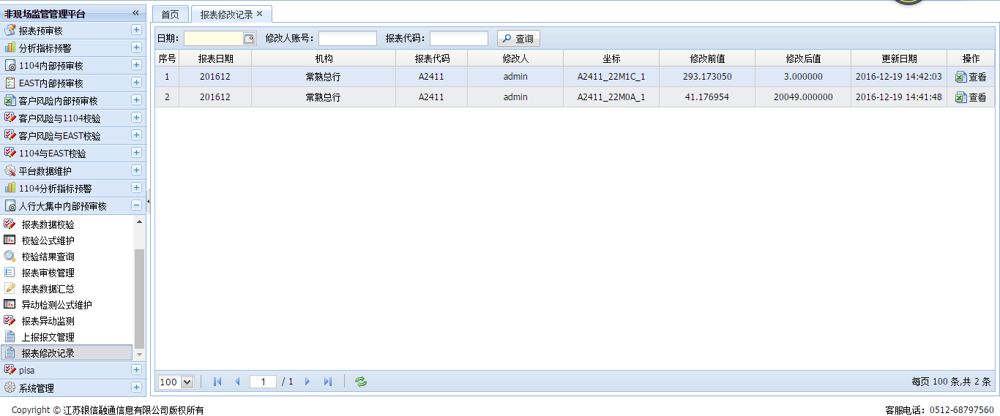 非现场监管管理平台 «
报表预审核
分析指标预警
1104内部预审核
EAST内部预审核
客户风险内部预审核
客户风险与1104校验
客户风险与EAST校验
1104与EAST校验
平台数据维护
1104分析指标预警
人行大集中内部预审核
报表数据校验
校验公式维护
校验结果查询
报表审核管理
报表数据汇总
异动检测公式维护
报表异动监测
上报报文管理
报表修改记录
pisa
系统管理
首页 报表修改记录 ×
日期： 修改人账号： 报表代码： 查询
序号 报表日期 机构 报表代码 修改人 坐标 修改前值 修改后值 更新日期 操作
1 201612 常熟总行 A2411 admin A2411_22M1C_1 293.173050 3.000000 2016-12-19 14:42:03 查看
2 201612 常熟总行 A2411 admin A2411_22M0A_1 41.176954 20049.000000 2016-12-19 14:41:48 查看
100 1 / 1 每页 100 条,共 2 条
Copyright © 江苏银信融通信息有限公司版权所有 客服电话：0512-68797560